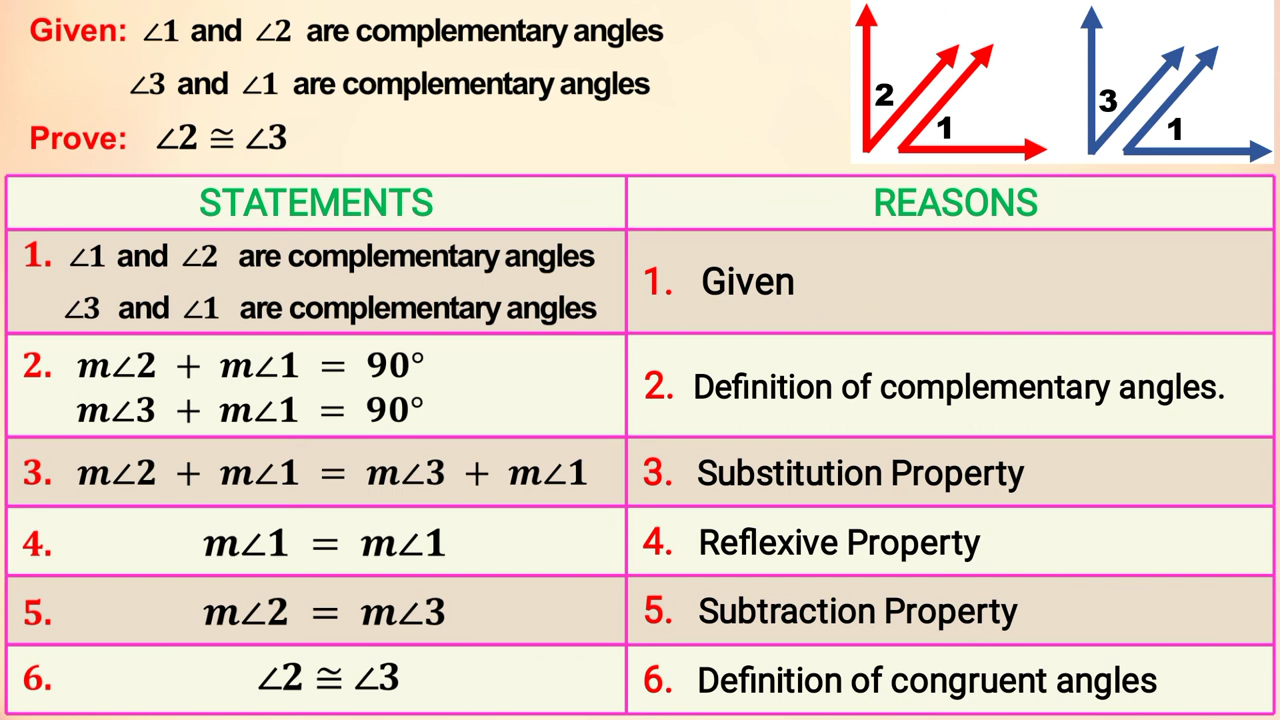 Given: ∠1 and ∠2 are complementary angles
∠3 and ∠1 are complementary angles
Prove: ∠2 ≅ ∠3
2
1
3
1
STATEMENTS
REASONS
1. ∠1 and ∠2 are complementary angles
∠3 and ∠1 are complementary angles
1. Given
2. m∠2 + m∠1 = 90°
m∠3 + m∠1 = 90°
2. Definition of complementary angles.
3. m∠2 + m∠1 = m∠3 + m∠1
3. Substitution Property
4. m∠1 = m∠1
4. Reflexive Property
5. m∠2 = m∠3
5. Subtraction Property
6. ∠2 ≅ ∠3
6. Definition of congruent angles